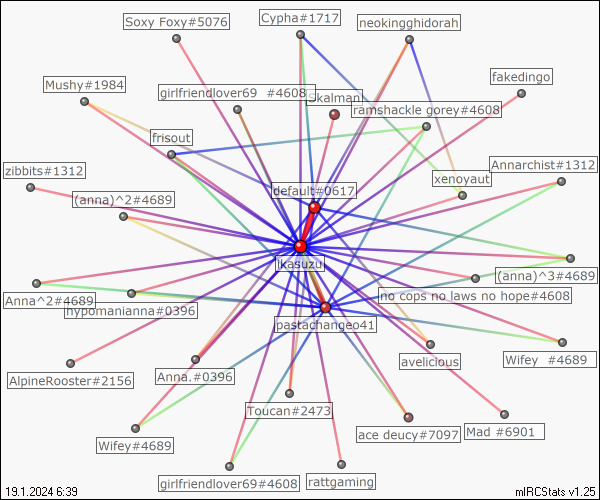 Soxy Foxy#5076
Cypha#1717
neokingghidorah
fakedingo
Mushy#1984
girlfriendlover69 #4608
Skalmani
ramshackle gorey#4608
frisout
zibbits#1312
Annarchist#1312
xenoyaut
default#0617
(anna)^2#4689
ikasuzu
(anna)^3#4689
Anna^2#4689
hypomanianna#0396
no cops no laws no hope#4608
pastachangeo41
AlpineRooster#2156
Anna.#0396
avelicious
Wifey #4689
Toucan#2473
Wifey#4689
ace deucy#7097
Mad #6901
girlfriendlover69#4608
rattgaming
19.1.2024 6:39
mIRCStats v1.25